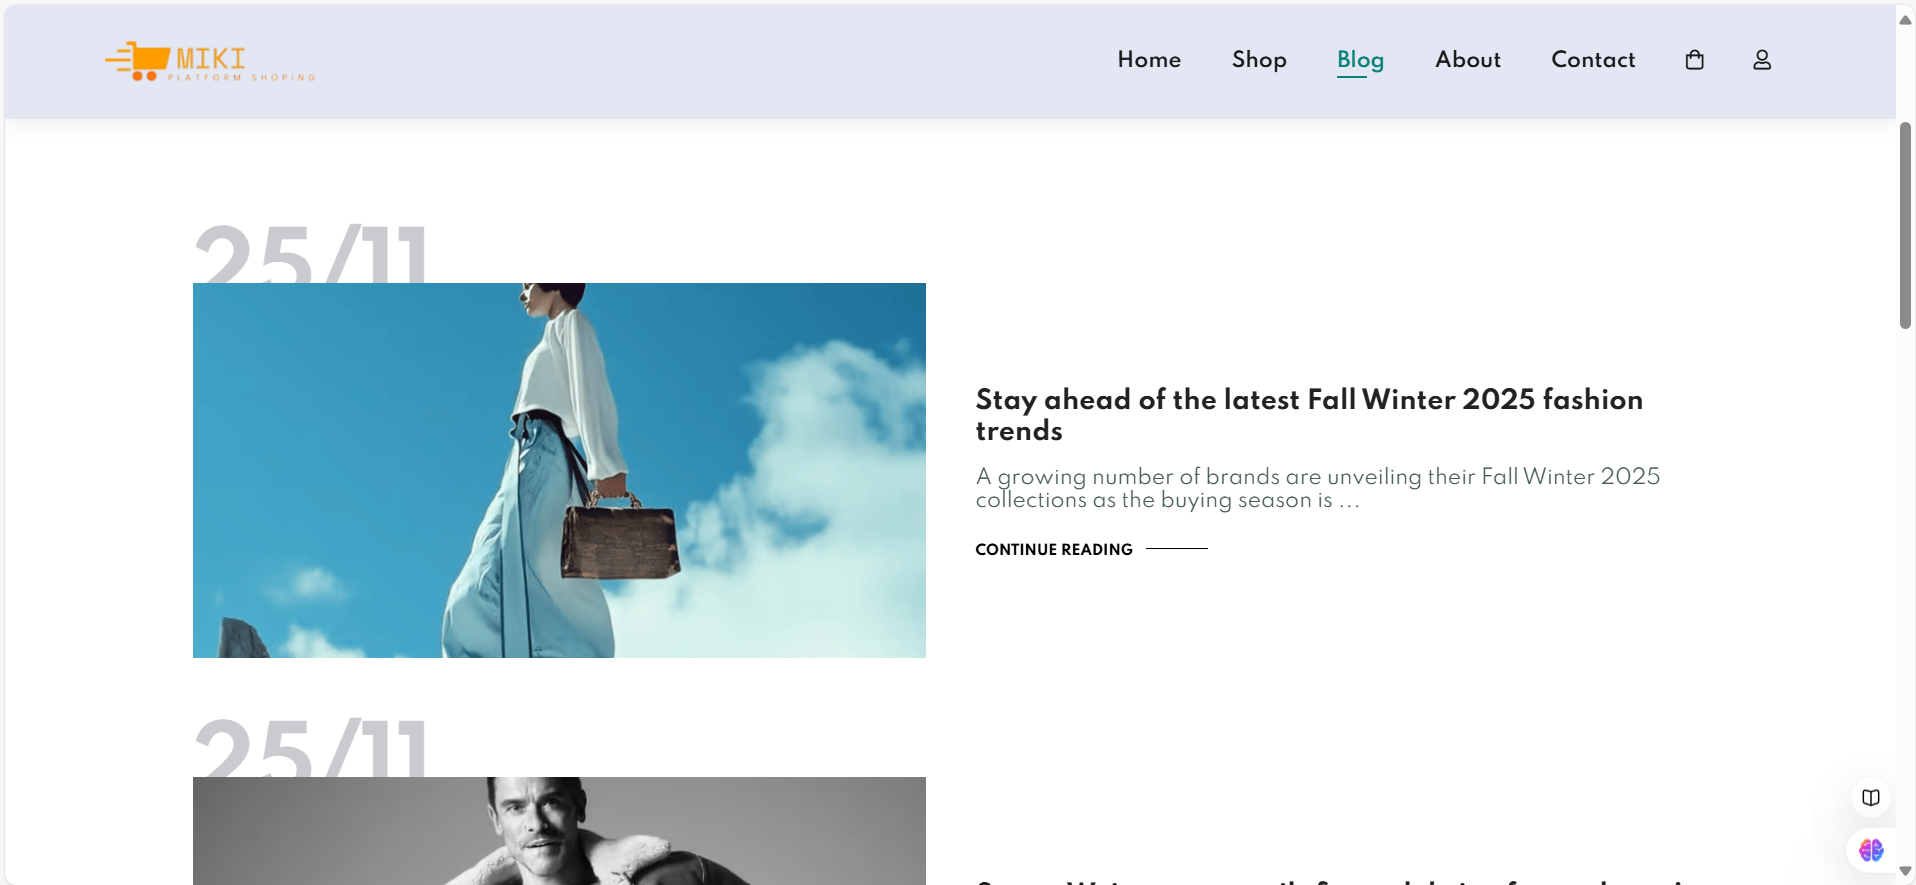 MIKI
PLATFORM SHOPING
Home Shop Blog About Contact
25/11
Stay ahead of the latest Fall Winter 2025 fashion
trends
A growing number of brands are unveiling their Fall Winter 2025
collections as the buying season is ...
CONTINUE READING
25/11